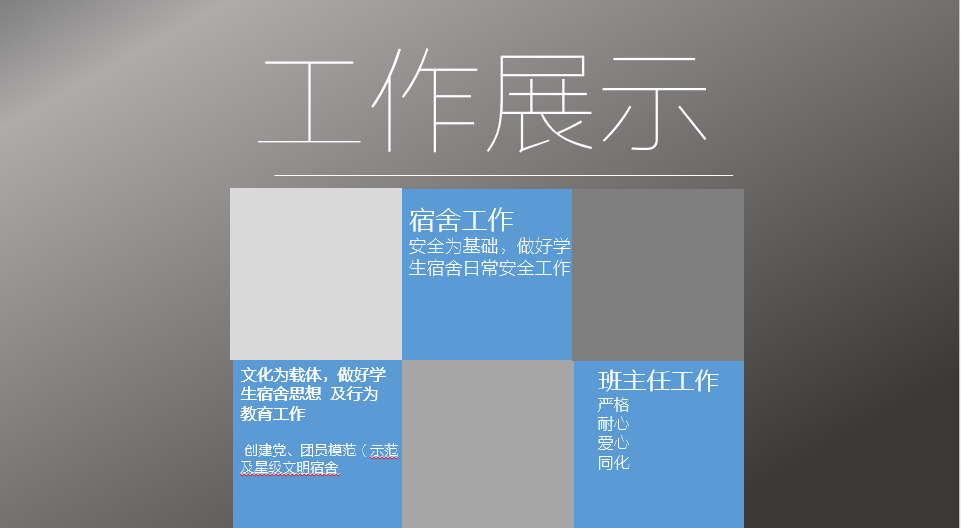 工作展示
宿舍工作
安全为基础，做好学
生宿舍日常安全工作
文化为载体，做好学
生宿舍思想 及行为
教育工作
创建党、团员模范（示范
及星级文明宿舍
班主任工作
严格
耐心
爱心
同化